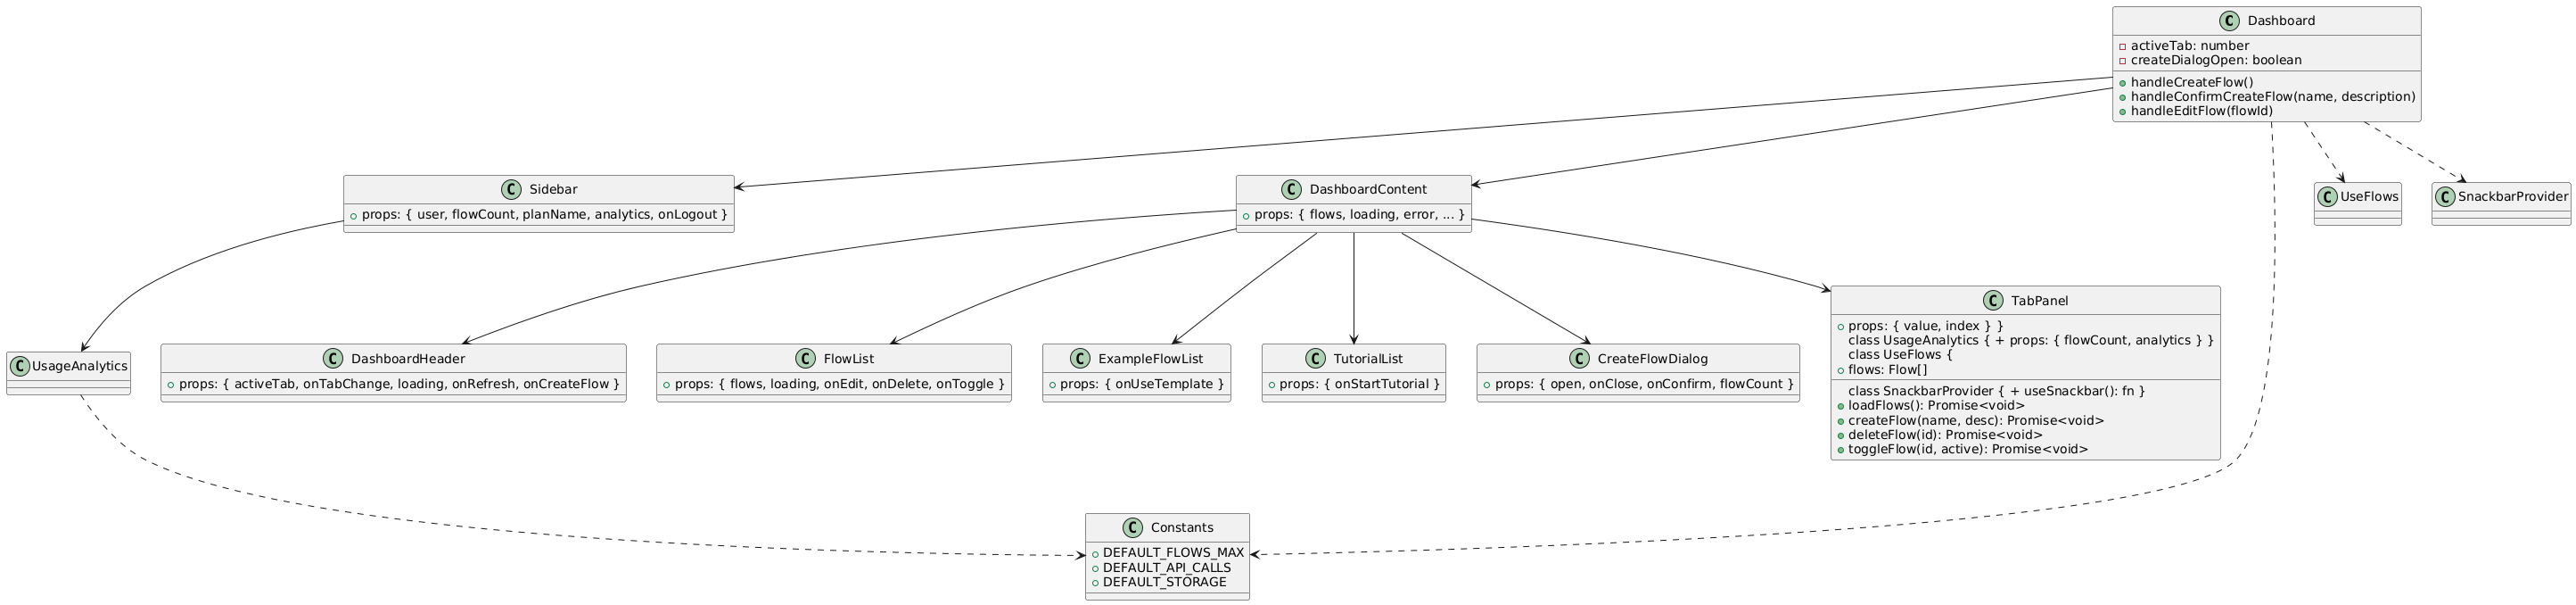 C Dashboard
activeTab: number
createDialogOpen: boolean
handleCreateFlow()
handleConfirmCreateFlow(name, description)
handleEditFlow(flowId)
C Sidebar
props: { user, flowCount, planName, analytics, onLogout }
C DashboardContent
props: { flows, loading, error, ... }
C UseFlows
C SnackbarProvider
C UsageAnalytics
C DashboardHeader
props: { activeTab, onTabChange, loading, onRefresh, onCreateFlow }
C FlowList
props: { flows, loading, onEdit, onDelete, onToggle }
C ExampleFlowList
props: { onUseTemplate }
C TutorialList
props: { onStartTutorial }
C CreateFlowDialog
props: { open, onClose, onConfirm, flowCount }
C TabPanel
props: { value, index } }
class UsageAnalytics { + props: { flowCount, analytics } }
class UseFlows {
flows: Flow[]
class SnackbarProvider { + useSnackbar(): fn }
loadFlows(): Promise<void>
createFlow(name, desc): Promise<void>
deleteFlow(id): Promise<void>
toggleFlow(id, active): Promise<void>
C Constants
DEFAULT_FLOWS_MAX
DEFAULT_API_CALLS
DEFAULT_STORAGE